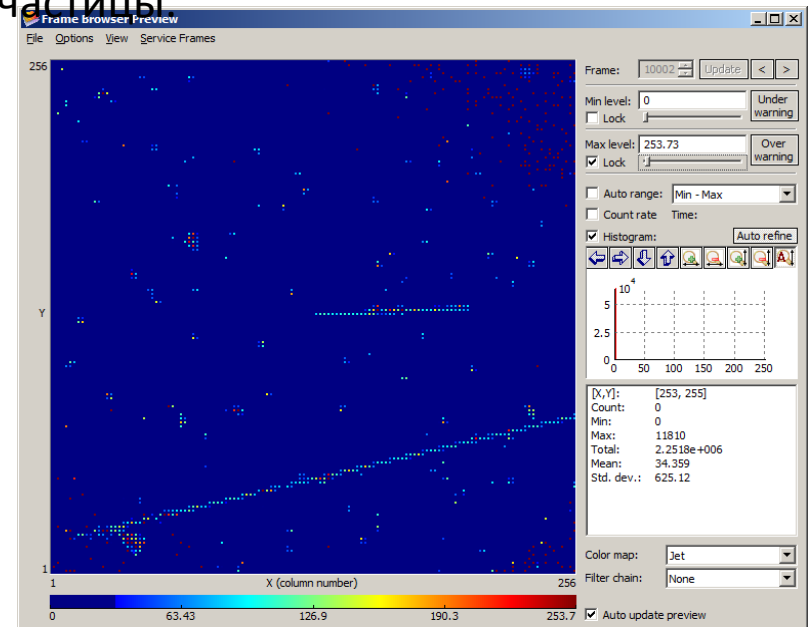 частицы.
Frame Browser Preview
File Options View Service Frames
256
Y
1
1 X (column number) 256
0 63.43 126.9 190.3 253.7
Frame: 10002 Update < >
Min level: 0 Under warning
Lock
Max level: 253.73 Over warning
Lock
Auto range: Min - Max
Count rate Time:
Histogram: Auto refine
A
10^4
5
2.5
0
0 50 100 150 200 250
[X,Y]: [253, 255]
Count: 0
Min: 0
Max: 11810
Total: 2.2518e+006
Mean: 34.359
Std. dev.: 625.12
Color map: Jet
Filter chain: None
Auto update preview